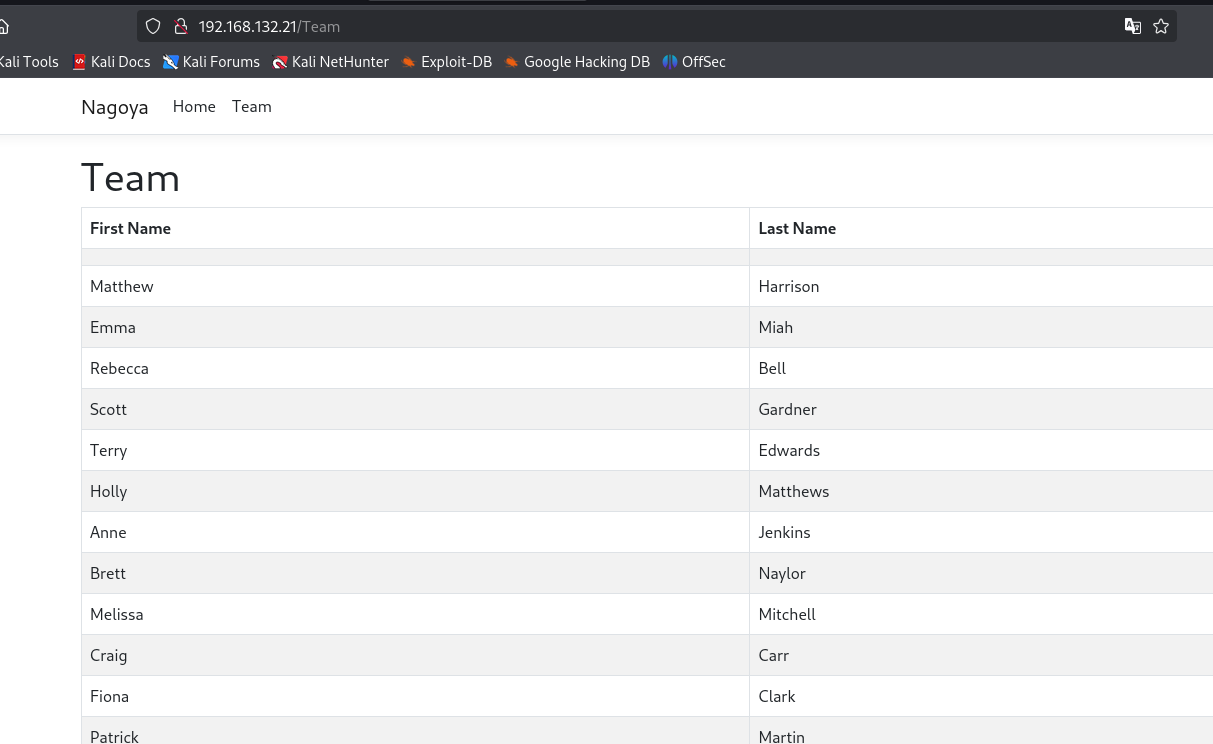 192.168.132.21/Team
Kali Tools Kali Docs Kali Forums Kali NetHunter Exploit-DB Google Hacking DB OffSec
Nagoya Home Team
Team
First Name Last Name
Matthew Harrison
Emma Miah
Rebecca Bell
Scott Gardner
Terry Edwards
Holly Matthews
Anne Jenkins
Brett Naylor
Melissa Mitchell
Craig Carr
Fiona Clark
Patrick Martin